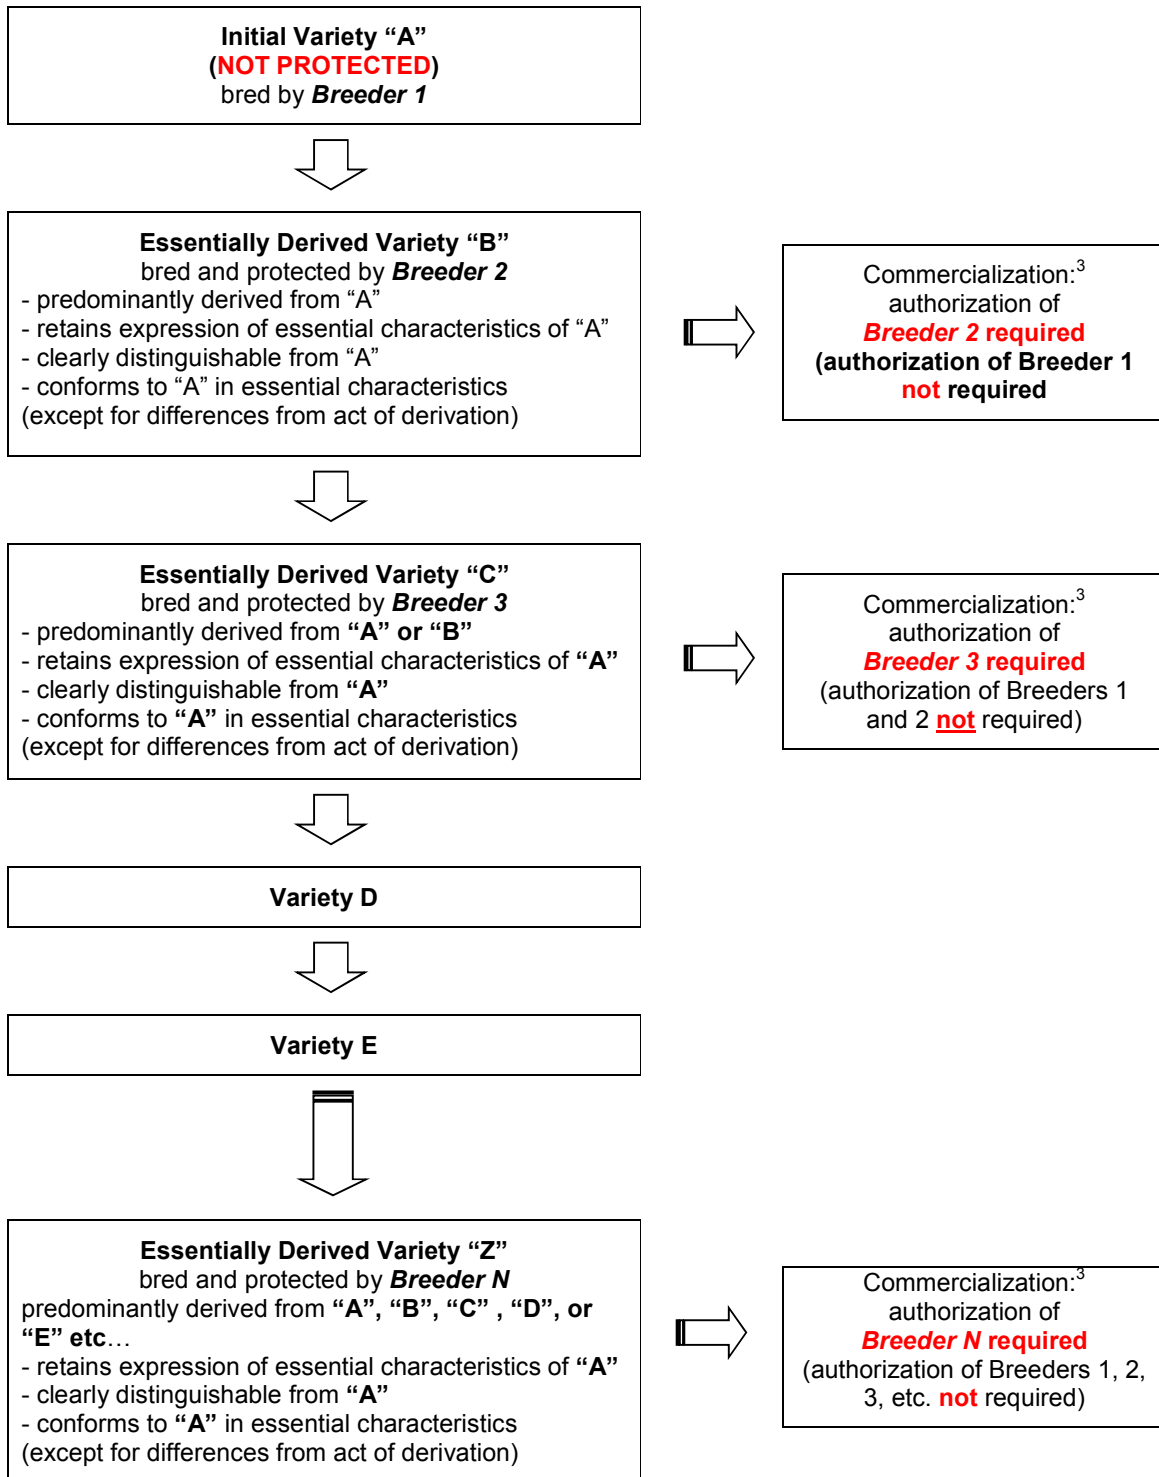 Initial Variety “A”
(NOT PROTECTED)
bred by Breeder 1
Essentially Derived Variety “B”
bred and protected by Breeder 2
- predominantly derived from “A”
- retains expression of essential characteristics of “A”
- clearly distinguishable from “A”
- conforms to “A” in essential characteristics
(except for differences from act of derivation)
Commercialization:3
authorization of
Breeder 2 required
(authorization of Breeder 1
not required
Essentially Derived Variety “C”
bred and protected by Breeder 3
- predominantly derived from “A” or “B”
- retains expression of essential characteristics of “A”
- clearly distinguishable from “A”
- conforms to “A” in essential characteristics
(except for differences from act of derivation)
Commercialization:3
authorization of
Breeder 3 required
(authorization of Breeders 1
and 2 not required)
Variety D
Variety E
Essentially Derived Variety “Z”
bred and protected by Breeder N
predominantly derived from “A”, “B”, “C” , “D”, or
“E” etc…
- retains expression of essential characteristics of “A”
- clearly distinguishable from “A”
- conforms to “A” in essential characteristics
(except for differences from act of derivation)
Commercialization:3
authorization of
Breeder N required
(authorization of Breeders 1, 2,
3, etc. not required)